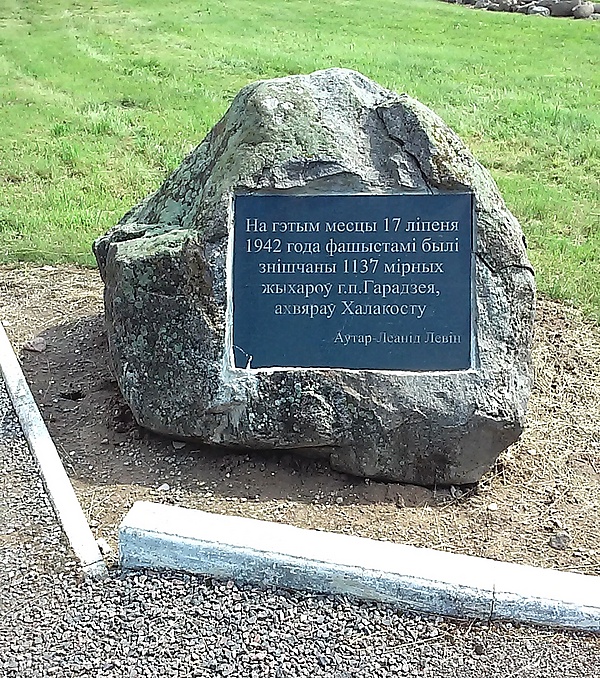 На гэтым месцы 17 ліпеня
1942 года фашыстамі былі
знішчаны 1137 мірных
жыхароў г.п.Гарадзея,
ахвяраў Халакосту
Аўтар-Леанід Левін